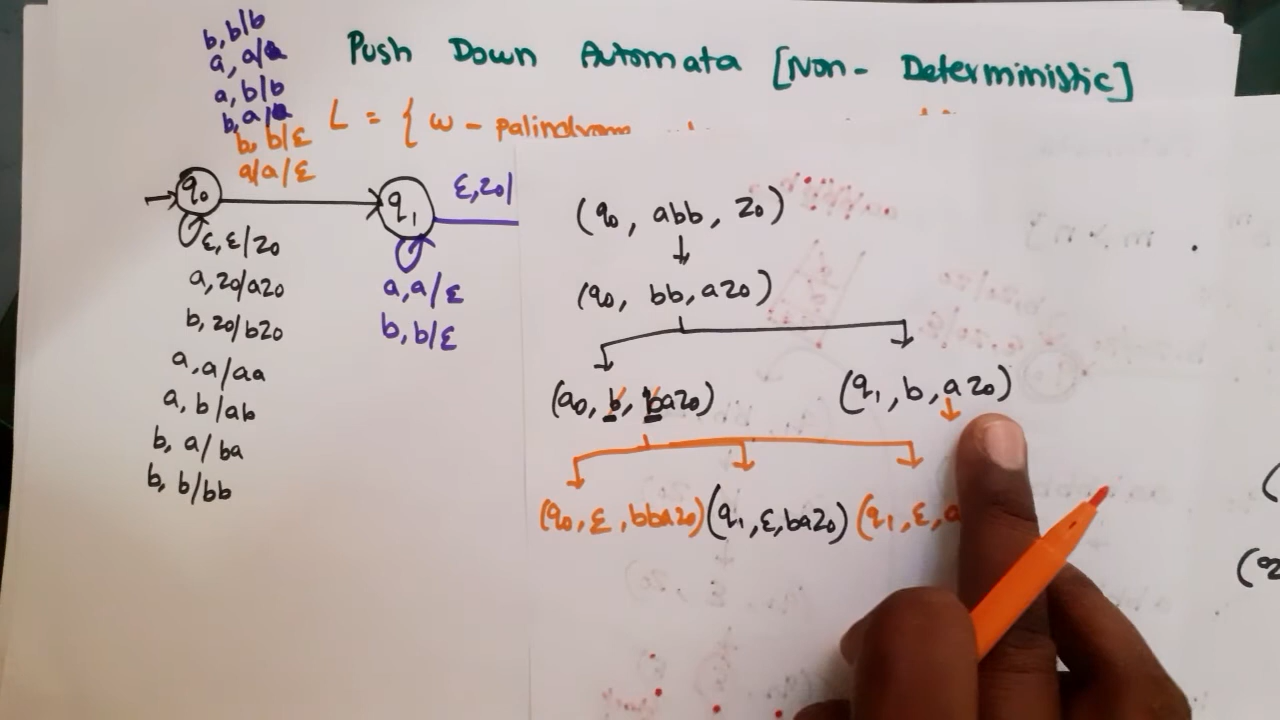 Push Down Automata [Non-Deterministic]
b, b/b
a, a/a
a, b/b
b, a/a
b, b/ε
a/a/ε
L = { w - palindrome
q0
q1
ε, z0/
ε, ε/z0
a, z0/az0
b, z0/bz0
a, a/aa
a, b/ab
b, a/ba
b, b/bb
a, a/ε
b, b/ε
(q0, abb, z0)
(q0, bb, az0)
(q0, b, baz0)
(q1, b, az0)
(q0, ε, bbaz0) (q1, ε, baz0) (q1, ε, a